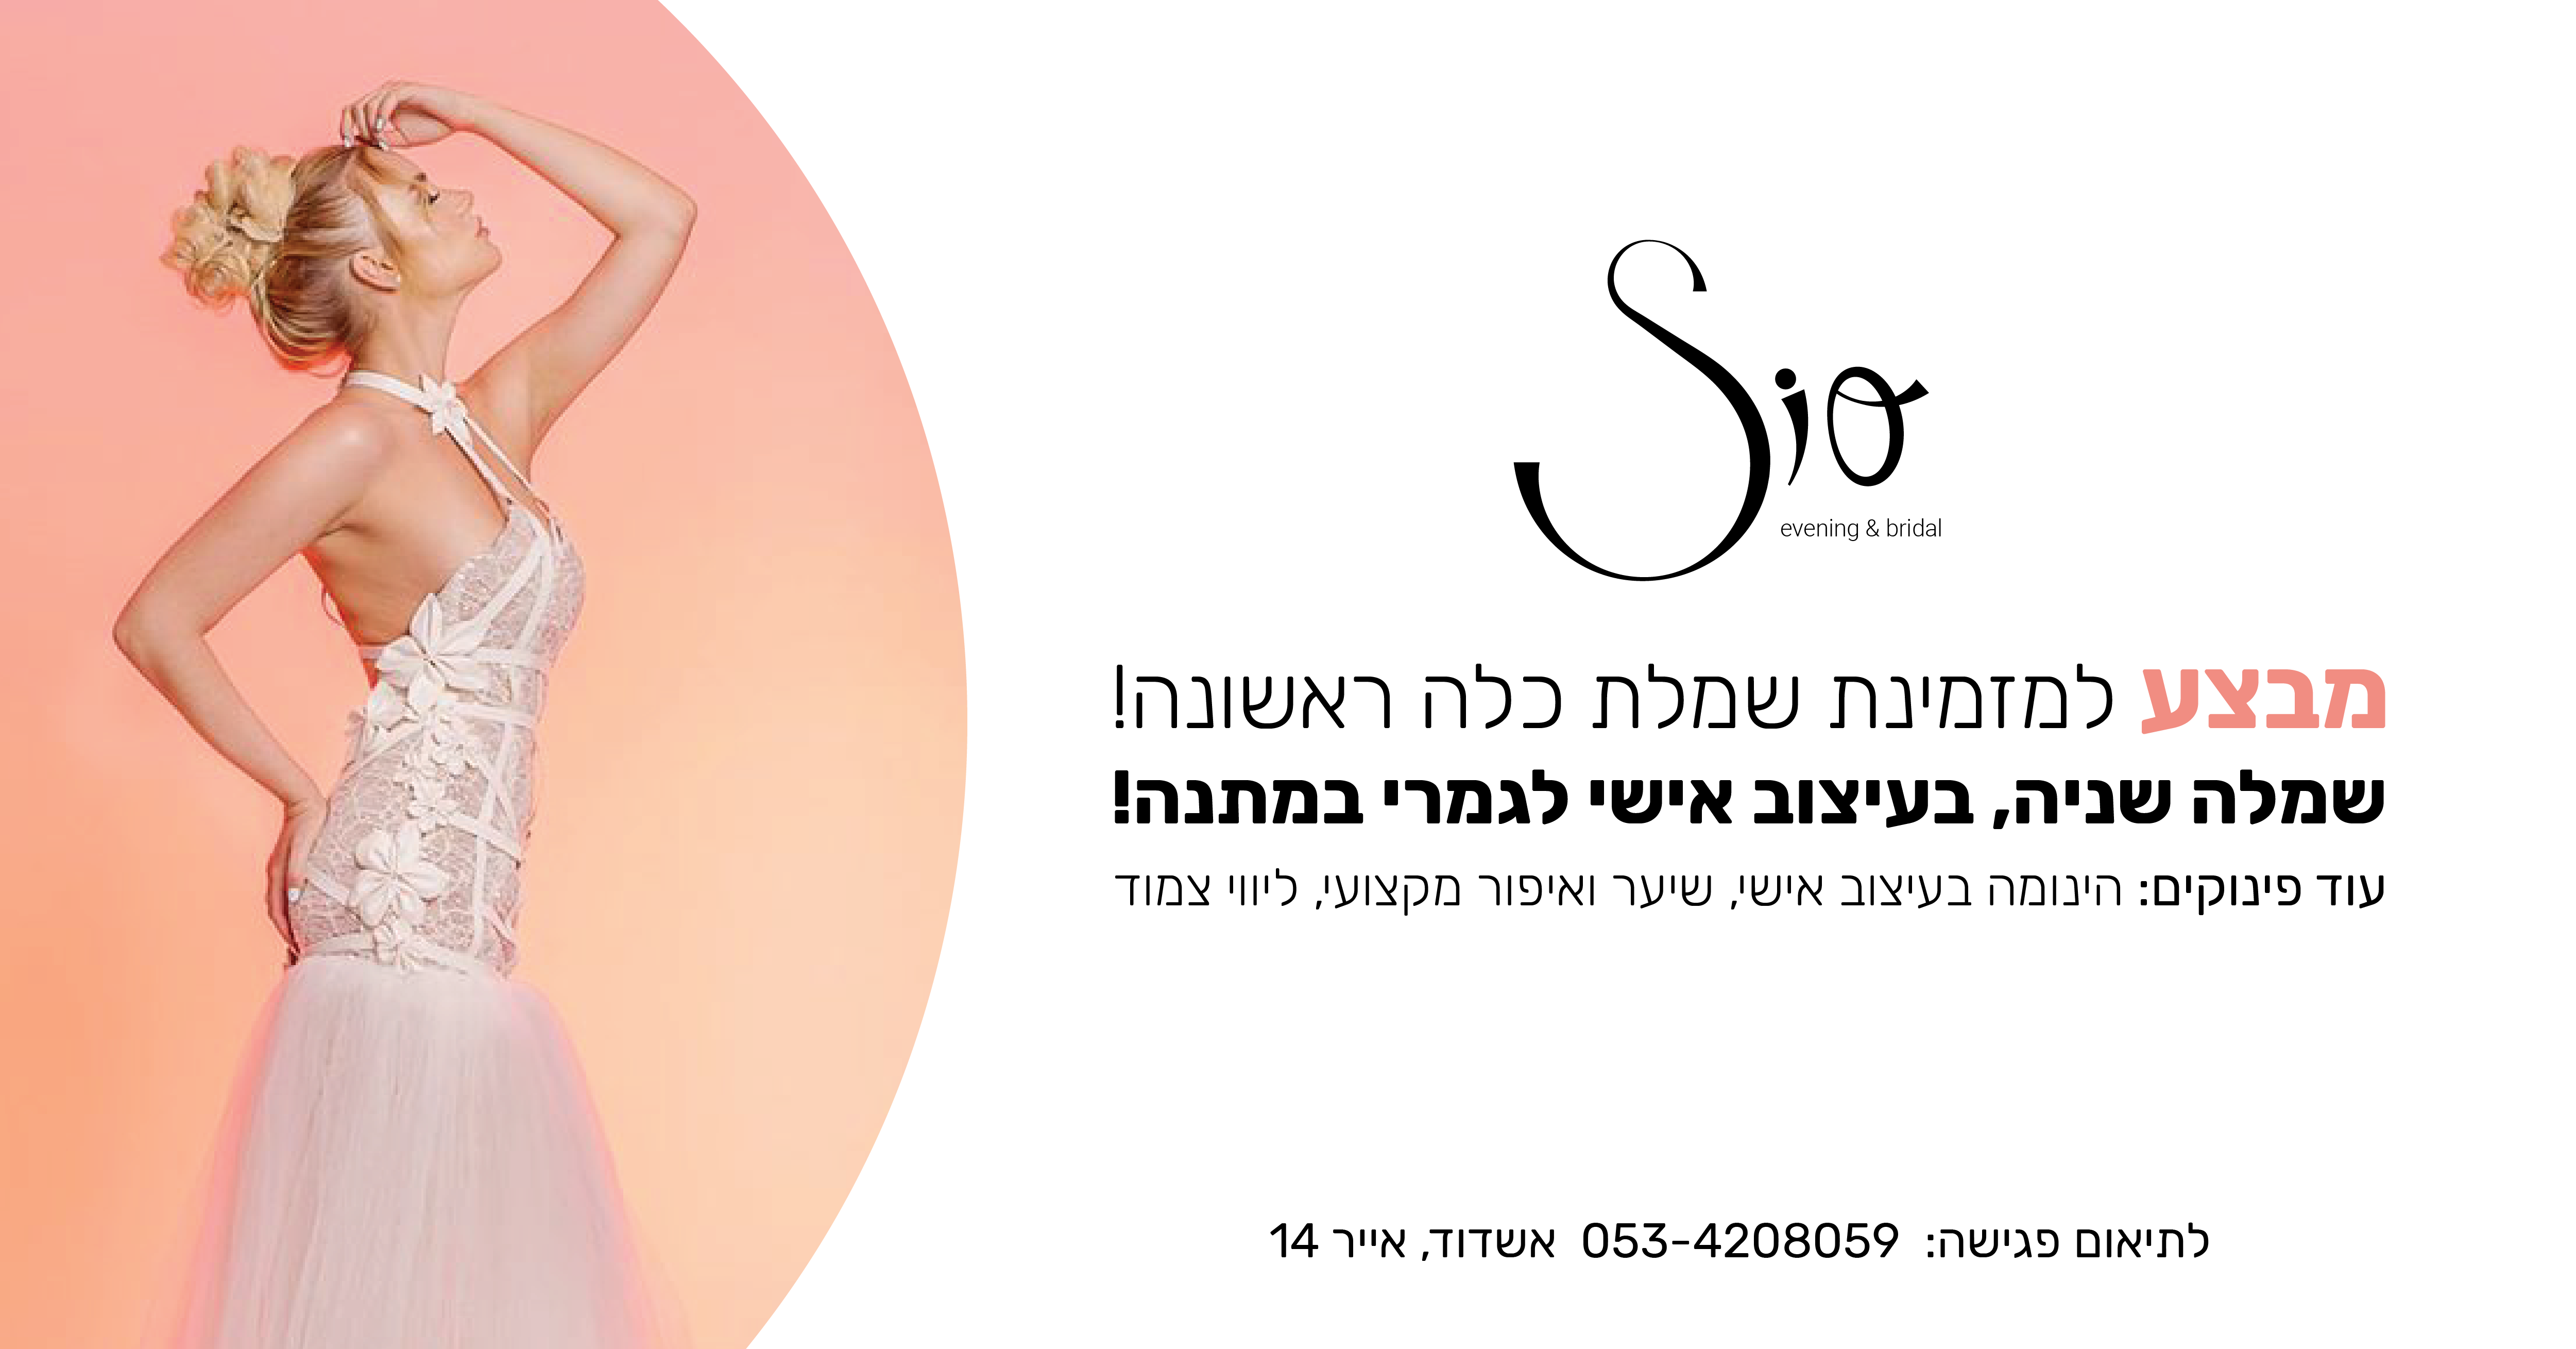 Sio
evening & bridal
מבצע למזמינת שמלת כלה ראשונה!
שמלה שניה, בעיצוב אישי לגמרי במתנה!
עוד פינוקים: הינומה בעיצוב אישי, שיער ואיפור מקצועי, ליווי צמוד
לתיאום פגישה: 053-4208059 אשדוד, אייר 14